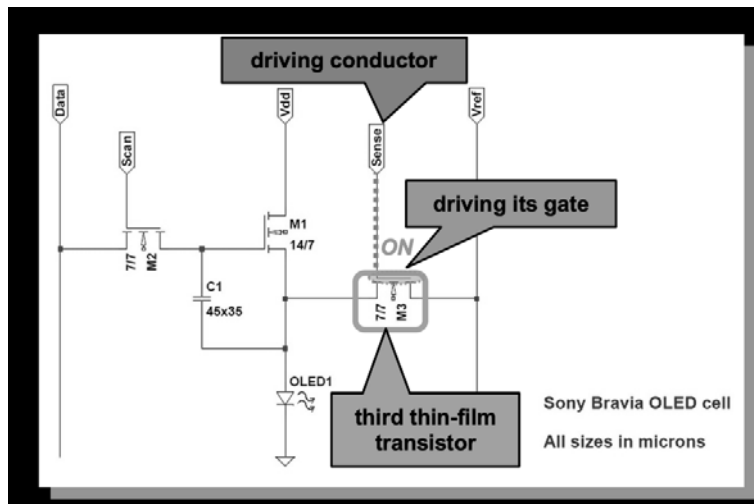 driving conductor
Data
Scan
Vdd
Sense
Vref
driving its gate
M1
14/7
ON
7/7
M2
C1
45x35
7/7
M3
OLED1
third thin-film
transistor
Sony Bravia OLED cell
All sizes in microns